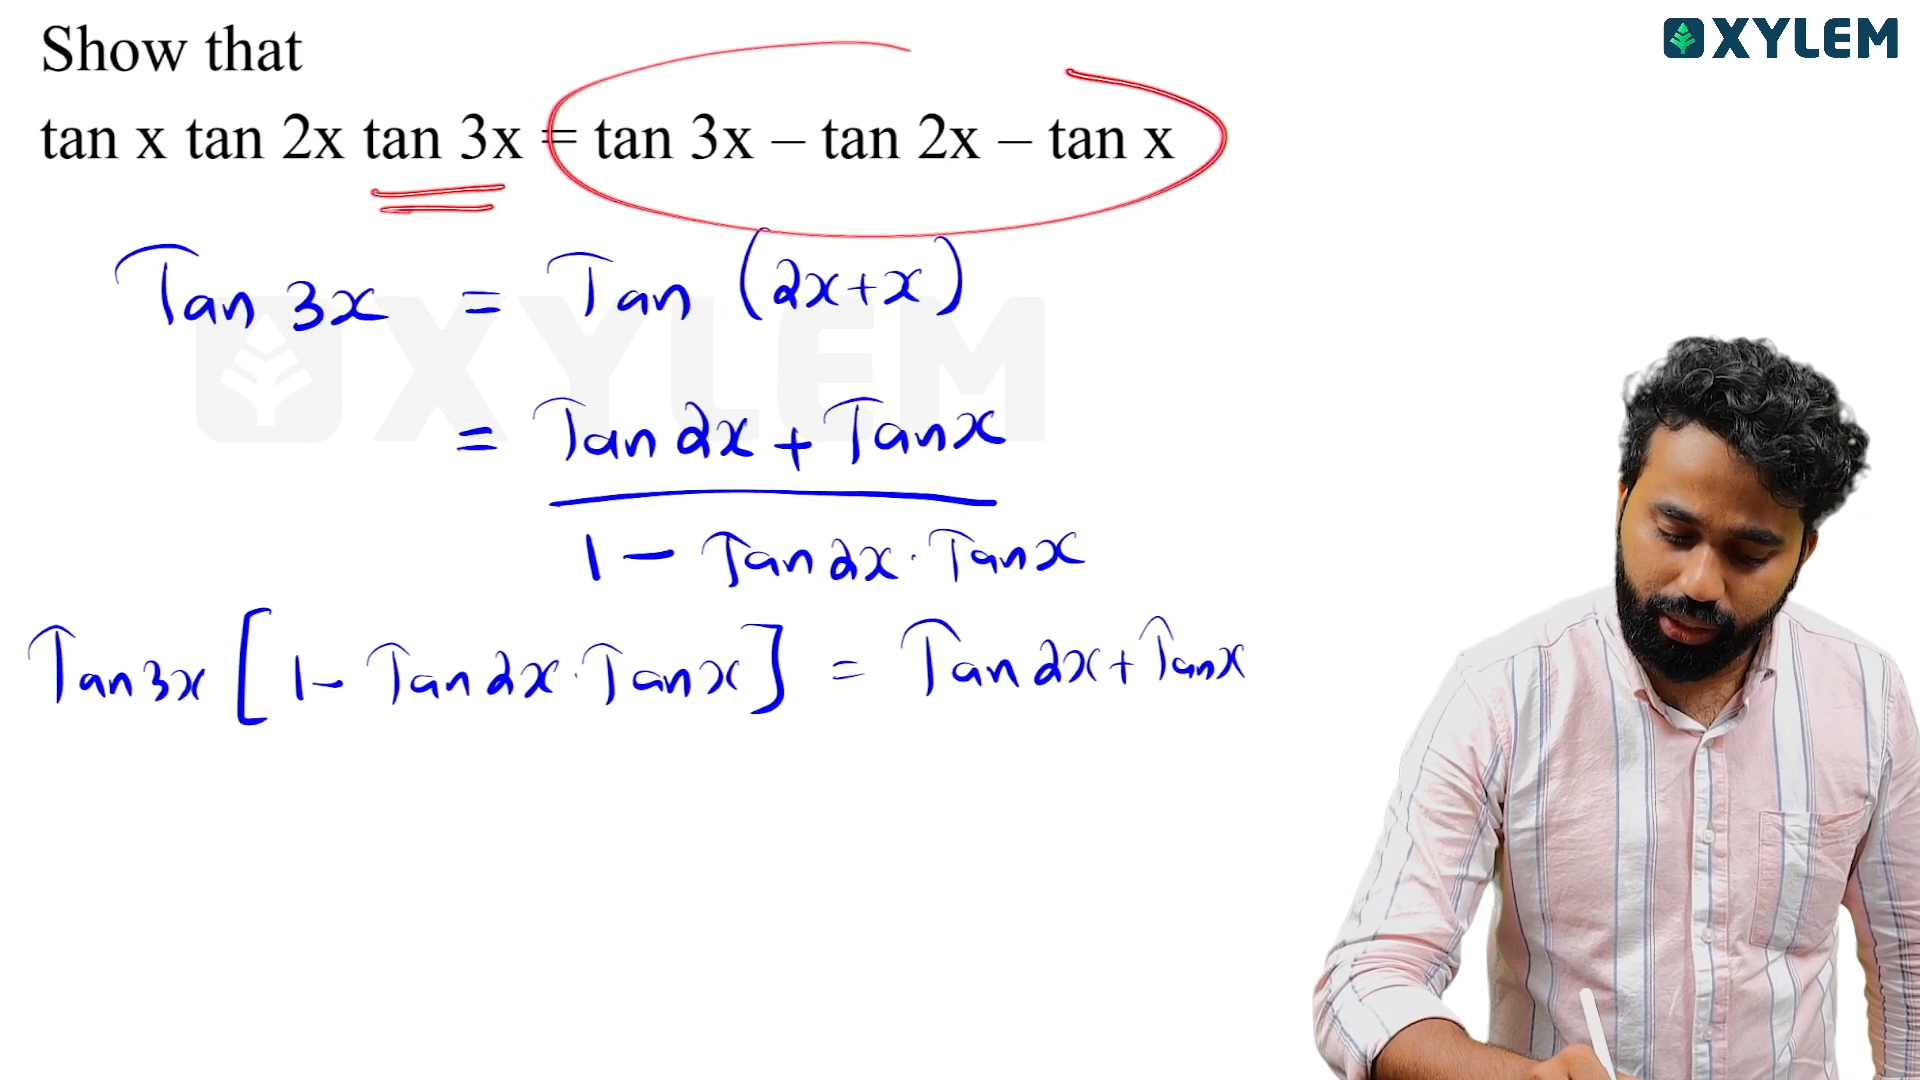 Show that
XYLEM
tan x tan 2x tan 3x = tan 3x – tan 2x – tan x
Tan 3x = Tan (2x+x)
XYLEM
= Tan 2x + Tan x
1 - Tan 2x · Tan x
Tan 3x [1 - Tan 2x · Tan x] = Tan 2x + Tan x